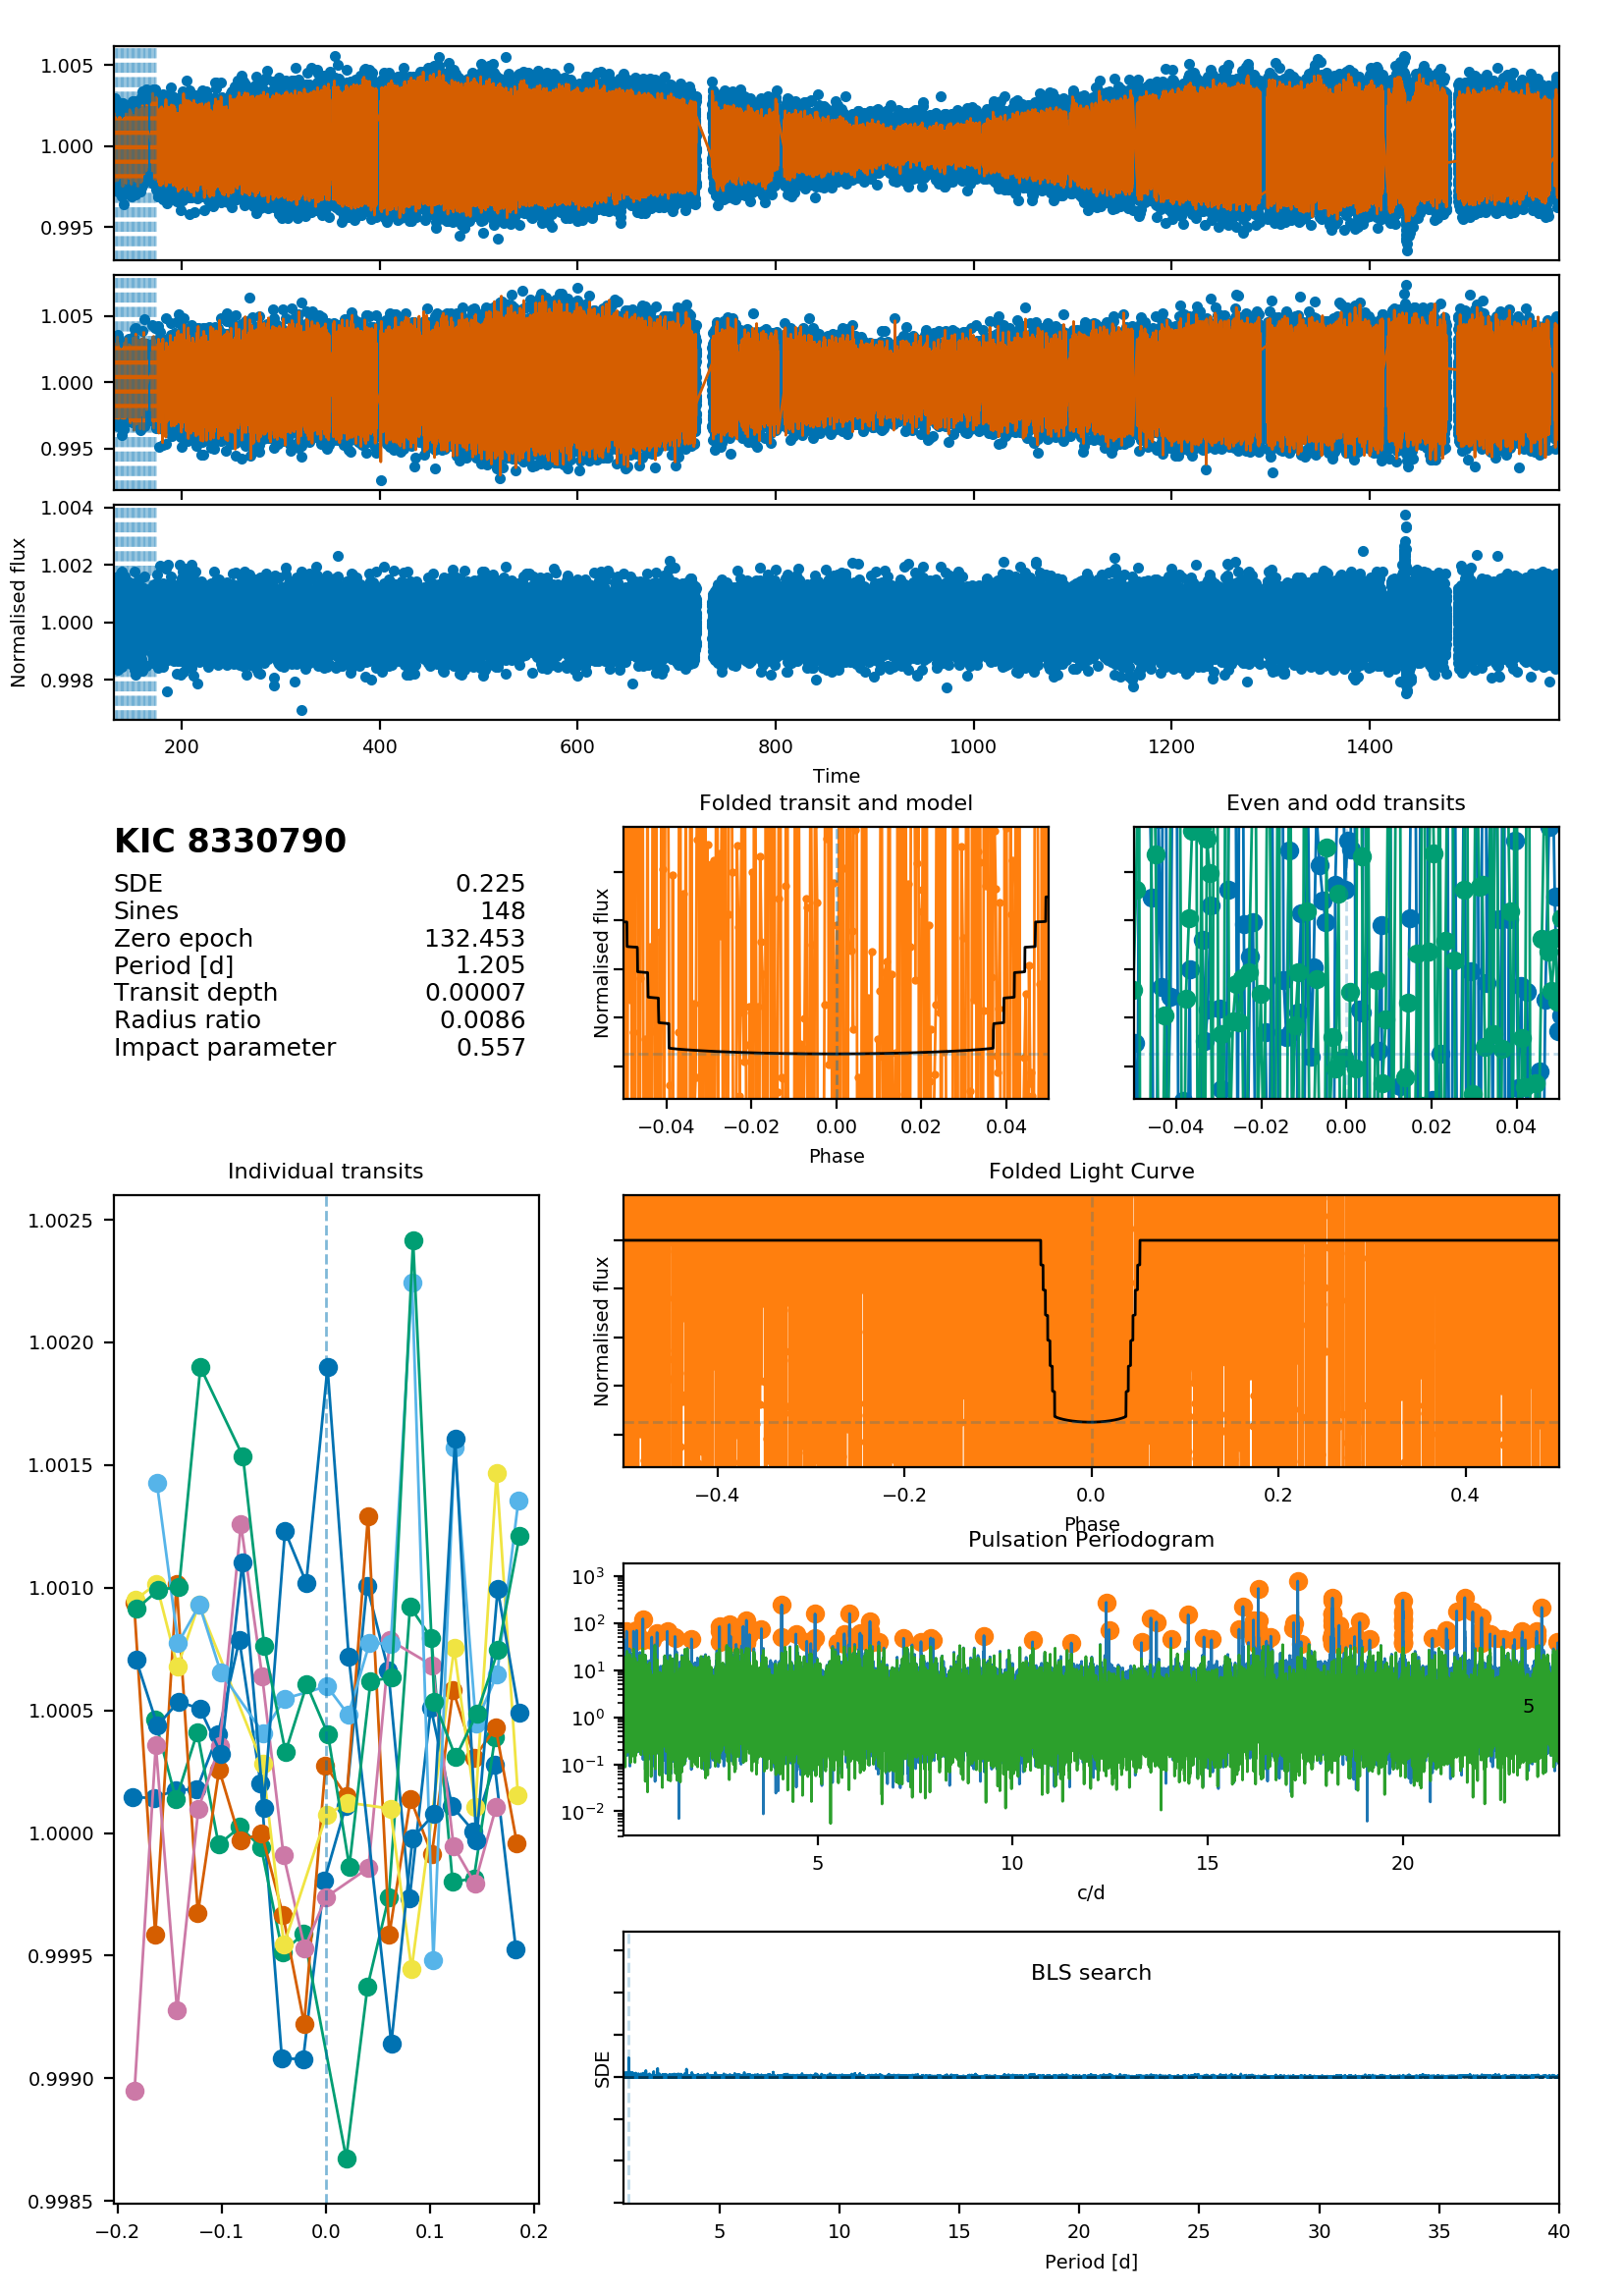 1.005
1.000
0.995
1.005
1.000
0.995
1.004
1.002
1.000
0.998
Normalised flux
200 400 600 800 1000 1200 1400
Time
KIC 8330790
SDE 0.225
Sines 148
Zero epoch 132.453
Period [d] 1.205
Transit depth 0.00007
Radius ratio 0.0086
Impact parameter 0.557
Folded transit and model
Normalised flux
−0.04 −0.02 0.00 0.02 0.04
Phase
Even and odd transits
−0.04 −0.02 0.00 0.02 0.04
Individual transits
1.0025
1.0020
1.0015
1.0010
1.0005
1.0000
0.9995
0.9990
0.9985
−0.2 −0.1 0.0 0.1 0.2
Folded Light Curve
Normalised flux
−0.4 −0.2 0.0 0.2 0.4
Phase
Pulsation Periodogram
10³
10²
10¹
10⁰
10⁻¹
10⁻²
5
5 10 15 20
c/d
BLS search
SDE
5 10 15 20 25 30 35 40
Period [d]